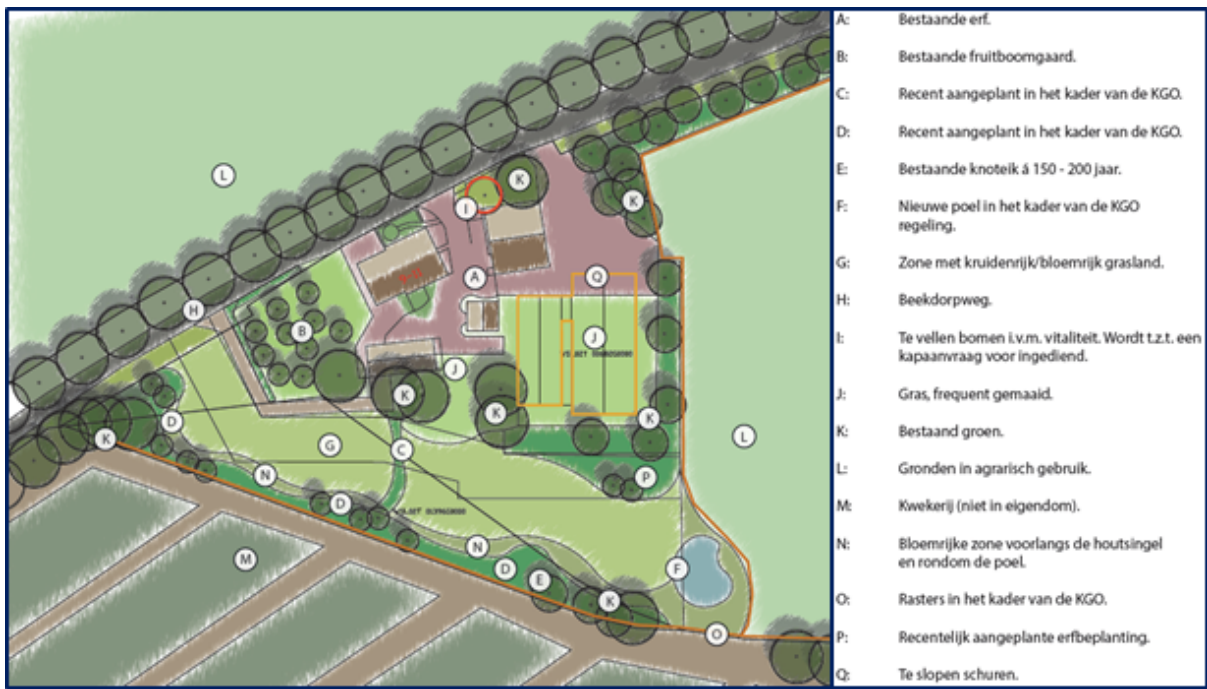 A: Bestaande erf.
B: Bestaande fruitboomgaard.
C: Recent aangeplant in het kader van de KGO.
D: Recent aangeplant in het kader van de KGO.
E: Bestaande knoteik á 150 - 200 jaar.
F: Nieuwe poel in het kader van de KGO
regeling.
G: Zone met kruidenrijk/bloemrijk grasland.
H: Beekdorpweg.
I: Te vellen bomen i.v.m. vitaliteit. Wordt t.z.t. een
kapaanvraag voor ingediend.
J: Gras, frequent gemaaid.
K: Bestaand groen.
L: Gronden in agrarisch gebruik.
M: Kwekerij (niet in eigendom).
N: Bloemrijke zone voorlangs de houtsingel
en rondom de poel.
O: Rasters in het kader van de KGO.
P: Recentelijk aangeplante erfbeplanting.
Q: Te slopen schuren.
L
K
I
K
A
Q
H
B
J
J
K
K
K
D
K
G
C
L
N
P
D
N
M
D
E
F
K
O